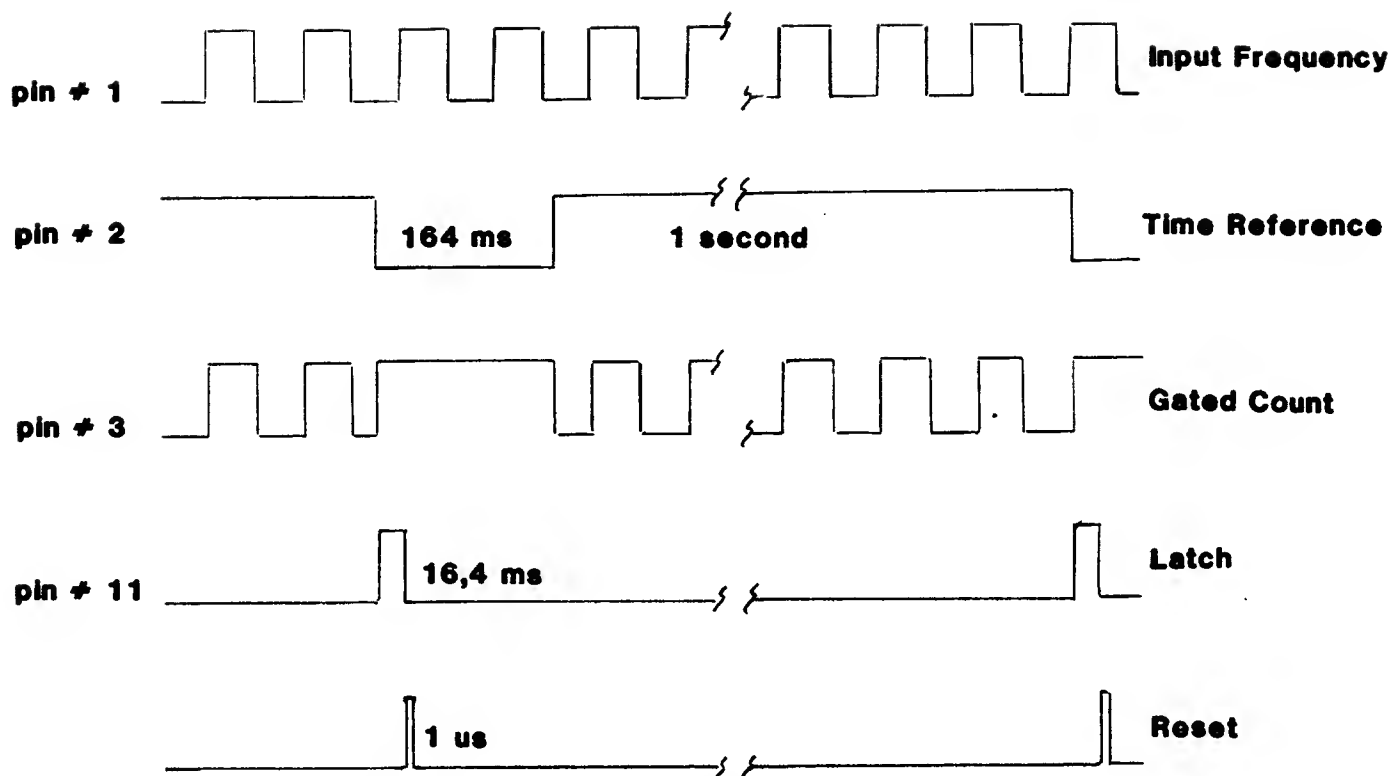 pin # 1 Input Frequency
pin # 2 164 ms 1 second Time Reference
pin # 3 Gated Count
pin # 11 16,4 ms Latch
1 us Reset